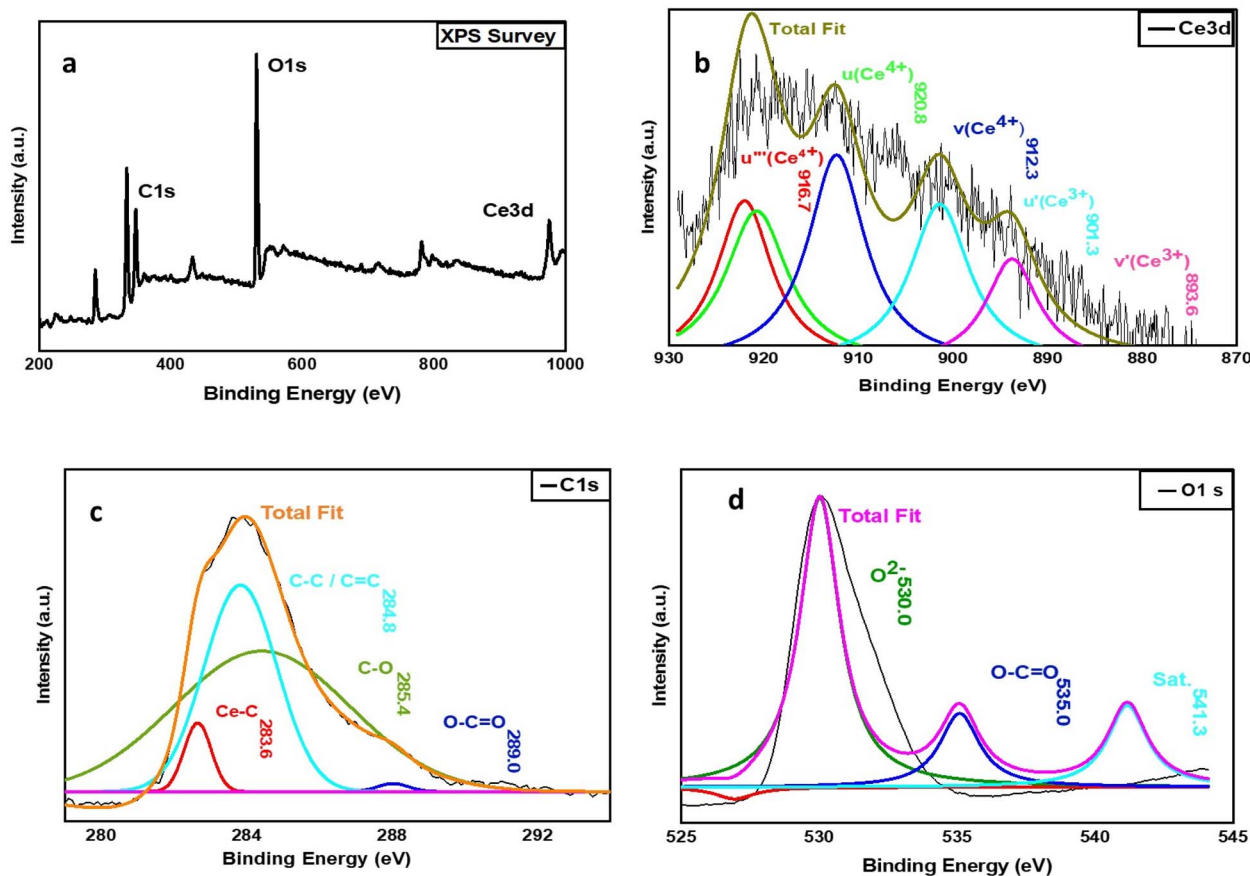 XPS Survey
a
O1s
C1s
Ce3d
Intensity (a.u.)
200 400 600 800 1000
Binding Energy (eV)
Ce3d
b
Total Fit
u(Ce⁴⁺)920.8
v(Ce⁴⁺)912.3
u'''(Ce⁴⁺)916.7
u'(Ce³⁺)901.3
v'(Ce³⁺)893.6
Intensity (a.u.)
930 920 910 900 890 880 870
Binding Energy (eV)
C1s
c
Total Fit
C-C / C=C 284.8
C-O 285.4
Ce-C 283.6
O-C=O 289.0
Intensity (a.u.)
280 284 288 292
Binding Energy (eV)
O1 s
d
Total Fit
O²⁻530.0
O-C=O 535.0
Sat. 541.3
Intensity (a.u.)
525 530 535 540 545
Binding Energy (eV)